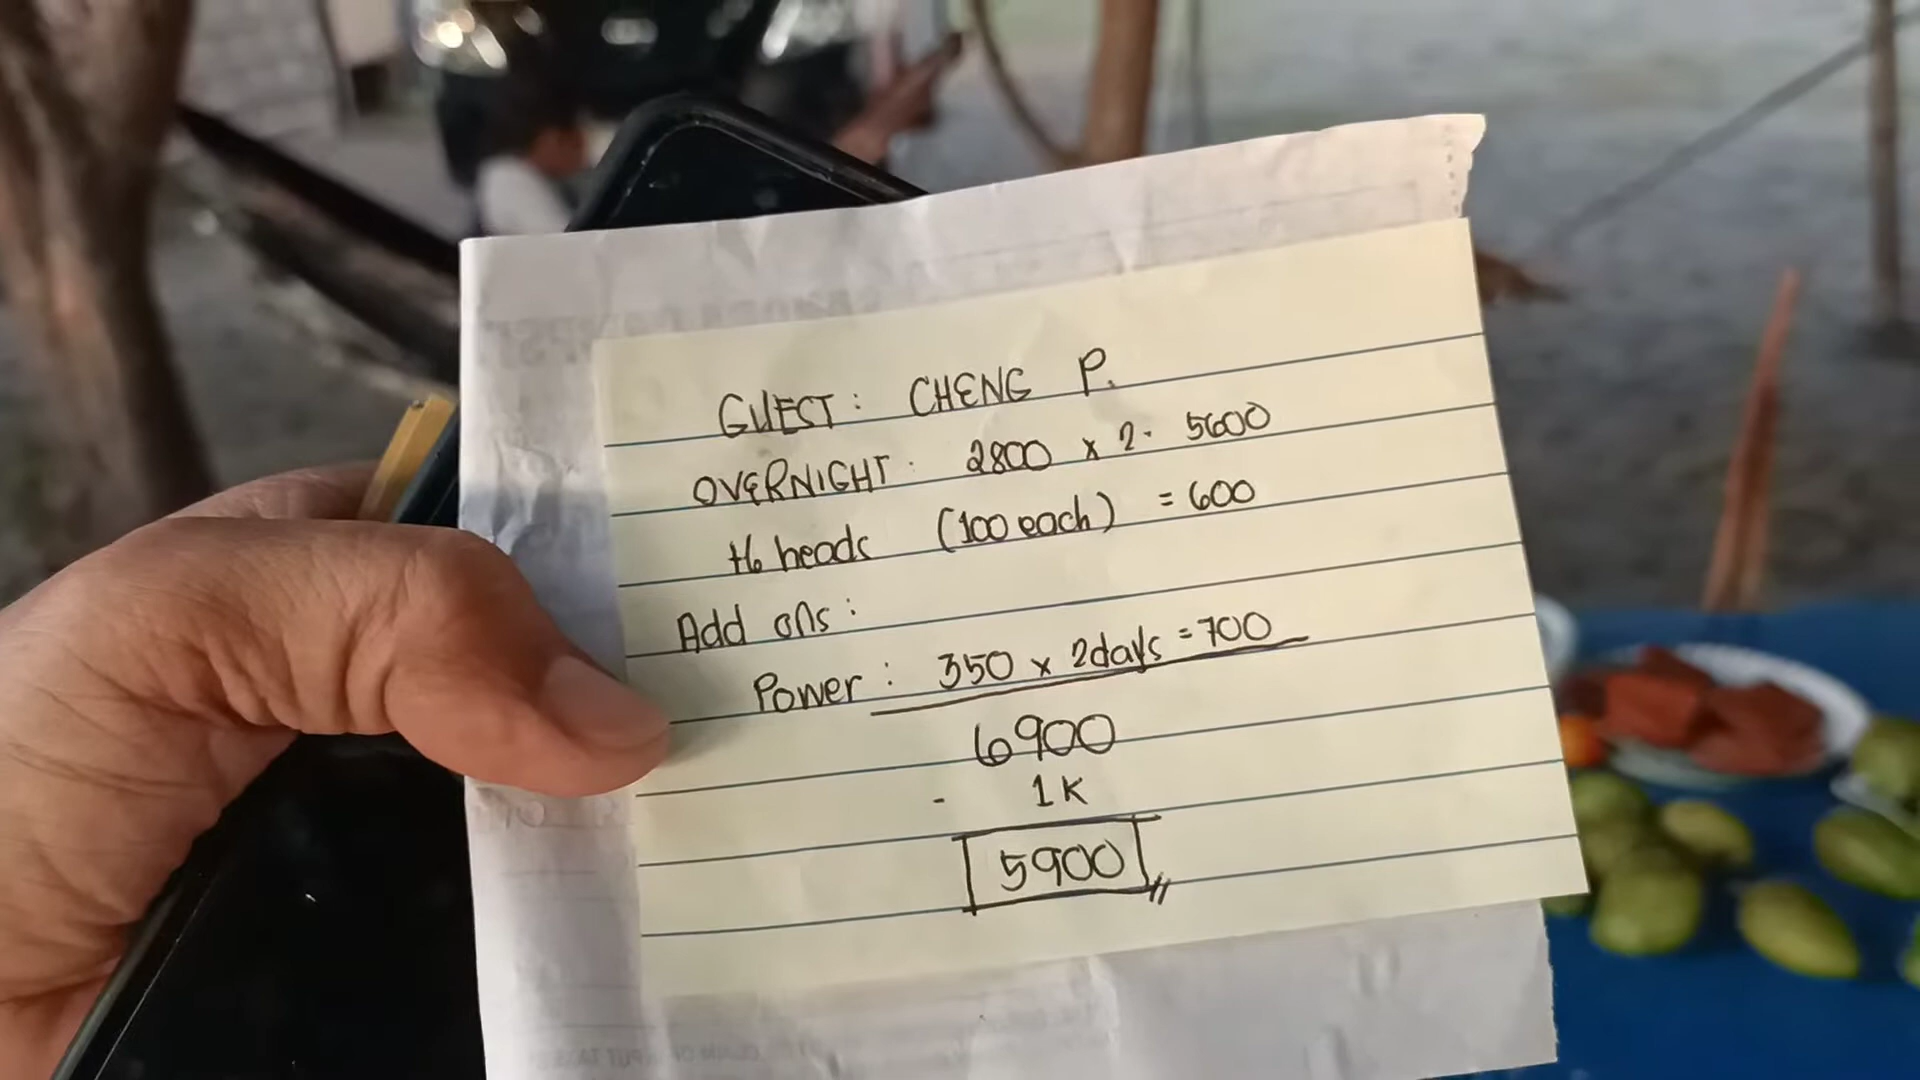 GUEST: CHENG P.
OVERNIGHT: 2800 x 2. 5600
+6 heads (100 each) = 600
Add ons:
Power: 350 x 2days = 700
6900
- 1K
5900